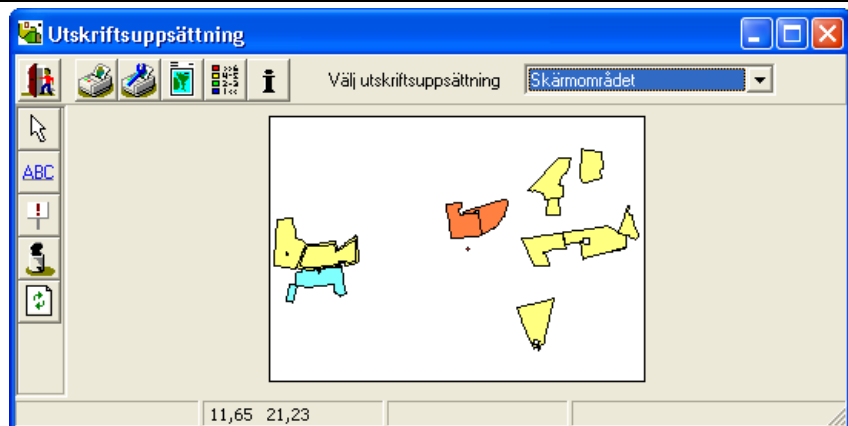 Utskriftsuppsättning
Välj utskriftsuppsättning Skärmområdet
ABC
11,65 21,23